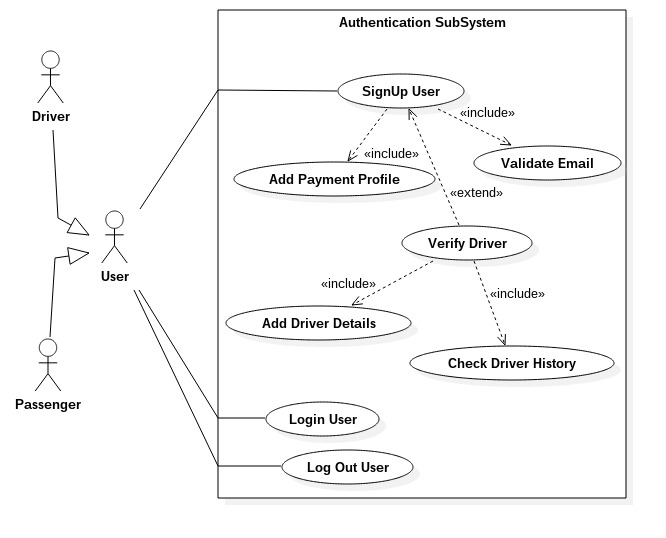 Authentication SubSystem
SignUp User
Driver
«include»
«include»
Validate Email
Add Payment Profile
«extend»
Verify Driver
User
«include»
«include»
Add Driver Details
Check Driver History
Passenger
Login User
Log Out User